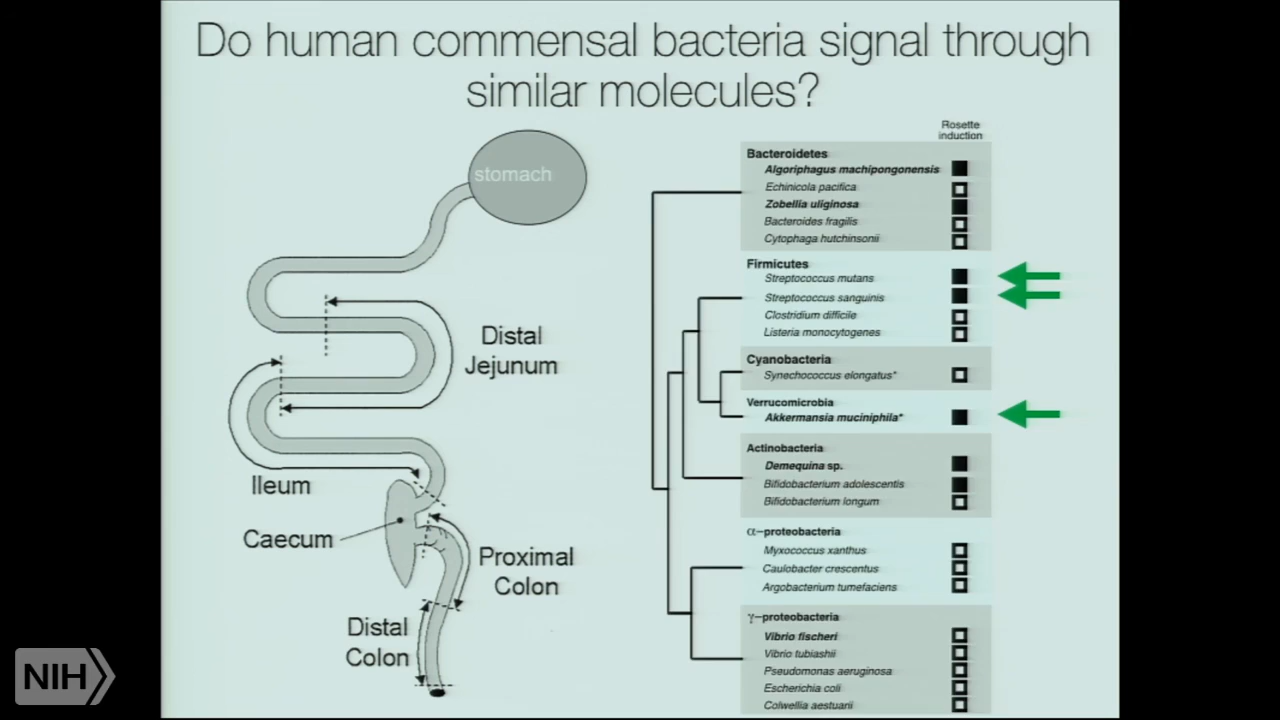 Do human commensal bacteria signal through
similar molecules?
stomach
Distal
Jejunum
Ileum
Caecum
Proximal
Colon
Distal
Colon
Rosette
induction
Bacteroidetes
Algoriphagus machipongonensis
Echinicola pacifica
Zobellia uliginosa
Bacteroides fragilis
Cytophaga hutchinsonii
Firmicutes
Streptococcus mutans
Streptococcus sanguinis
Clostridium difficile
Listeria monocytogenes
Cyanobacteria
Synechococcus elongatus*
Verrucomicrobia
Akkermansia muciniphila*
Actinobacteria
Demequina sp.
Bifidobacterium adolescentis
Bifidobacterium longum
α-proteobacteria
Myxococcus xanthus
Caulobacter crescentus
Argobacterium tumefaciens
γ-proteobacteria
Vibrio fischeri
Vibrio tubiashii
Pseudomonas aeruginosa
Escherichia coli
Colwellia aestuarii
NIH